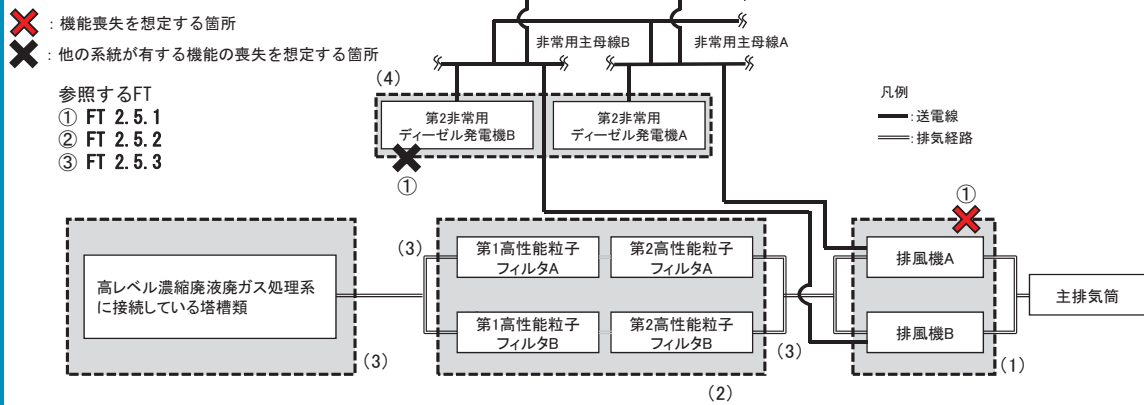 ：機能喪失を想定する箇所
：他の系統が有する機能の喪失を想定する箇所
参照するFT
① FT 2.5.1
② FT 2.5.2
③ FT 2.5.3
非常用主母線B
非常用主母線A
(4)
第2非常用
ディーゼル発電機B
第2非常用
ディーゼル発電機A
①
凡例
：送電線
：排気経路
①
高レベル濃縮廃液廃ガス処理系
に接続している塔槽類
(3)
(3)
第1高性能粒子
フィルタA
第2高性能粒子
フィルタA
第1高性能粒子
フィルタB
第2高性能粒子
フィルタB
(3)
(2)
排風機A
排風機B
(1)
主排気筒